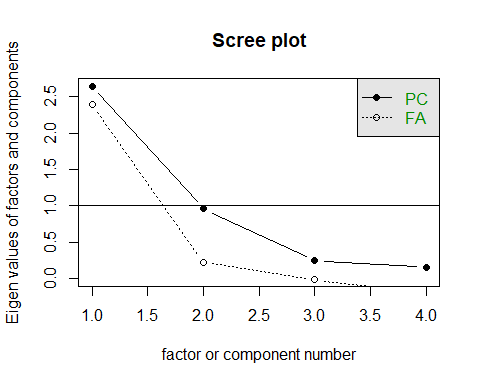 Scree plot
PC
FA
Eigen values of factors and components
2.5
2.0
1.5
1.0
0.5
0.0
1.0 1.5 2.0 2.5 3.0 3.5 4.0
factor or component number